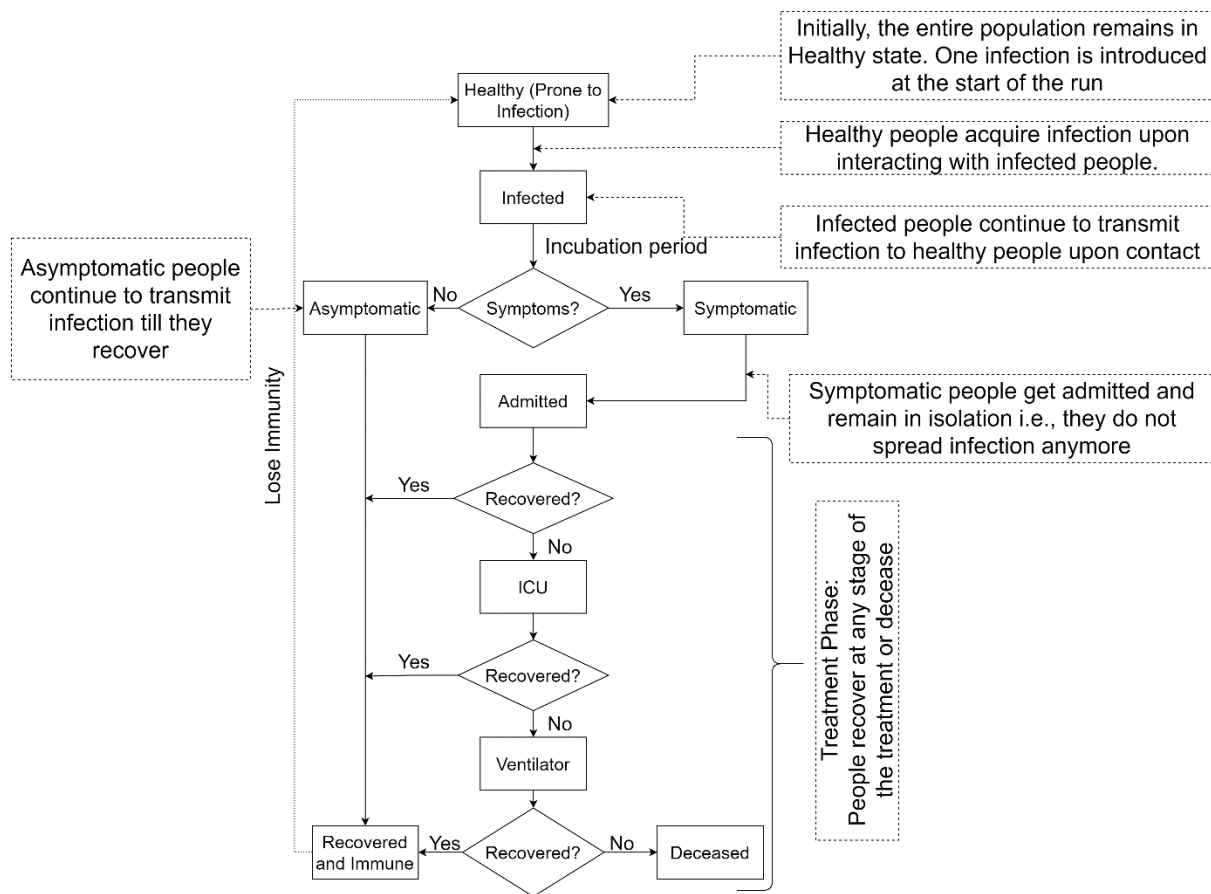 Initially, the entire population remains in
Healthy state. One infection is introduced
at the start of the run
Healthy (Prone to
Infection)
Healthy people acquire infection upon
interacting with infected people.
Infected
Infected people continue to transmit
infection to healthy people upon contact
Incubation period
Asymptomatic people
continue to transmit
infection till they
recover
Asymptomatic
No
Symptoms?
Yes
Symptomatic
Lose Immunity
Admitted
Symptomatic people get admitted and
remain in isolation i.e., they do not
spread infection anymore
Yes
Recovered?
No
ICU
Yes
Recovered?
No
Ventilator
Treatment Phase:
People recover at any stage of
the treatment or decease
Recovered
and Immune
Yes
Recovered?
No
Deceased